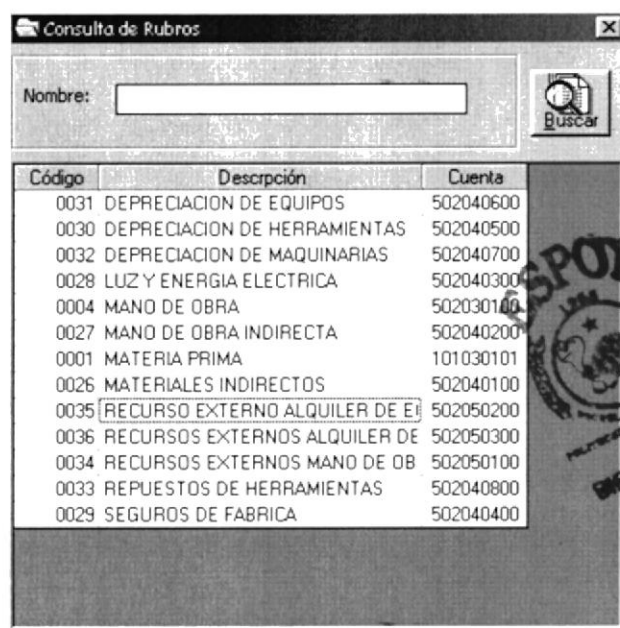 Consulta de Rubros
Nombre:
Buscar
Código Descrpción Cuenta
0031 DEPRECIACION DE EQUIPOS 502040600
0030 DEPRECIACION DE HERRAMIENTAS 502040500
0032 DEPRECIACION DE MAQUINARIAS 502040700
0028 LUZ Y ENERGIA ELECTRICA 502040300
0004 MANO DE OBRA 502030100
0027 MANO DE OBRA INDIRECTA 502040200
0001 MATERIA PRIMA 101030101
0026 MATERIALES INDIRECTOS 502040100
0035 RECURSO EXTERNO ALQUILER DE 502050200
0036 RECURSOS EXTERNOS ALQUILER DE 502050300
0034 RECURSOS EXTERNOS MANO DE OB 502050100
0033 REPUESTOS DE HERRAMIENTAS 502040800
0029 SEGUROS DE FABRICA 502040400